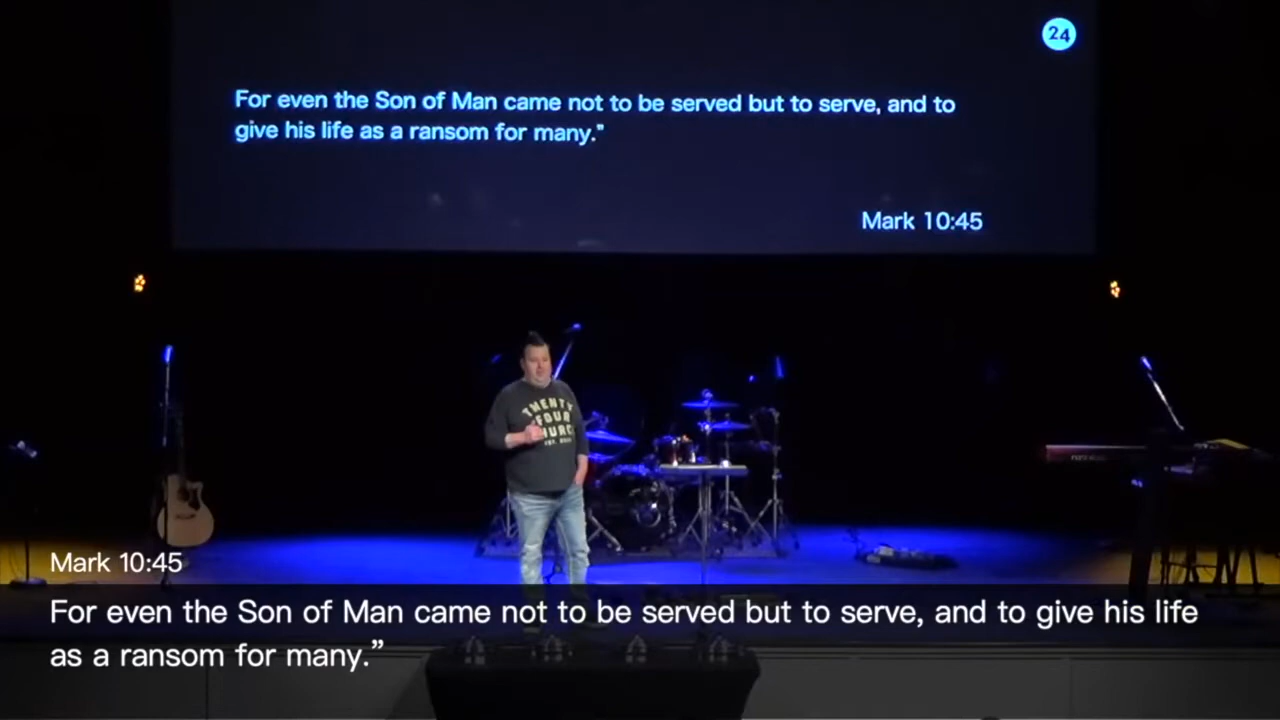 24
For even the Son of Man came not to be served but to serve, and to
give his life as a ransom for many."
Mark 10:45
TWENTY
FOUR
Mark 10:45
For even the Son of Man came not to be served but to serve, and to give his life
as a ransom for many.”